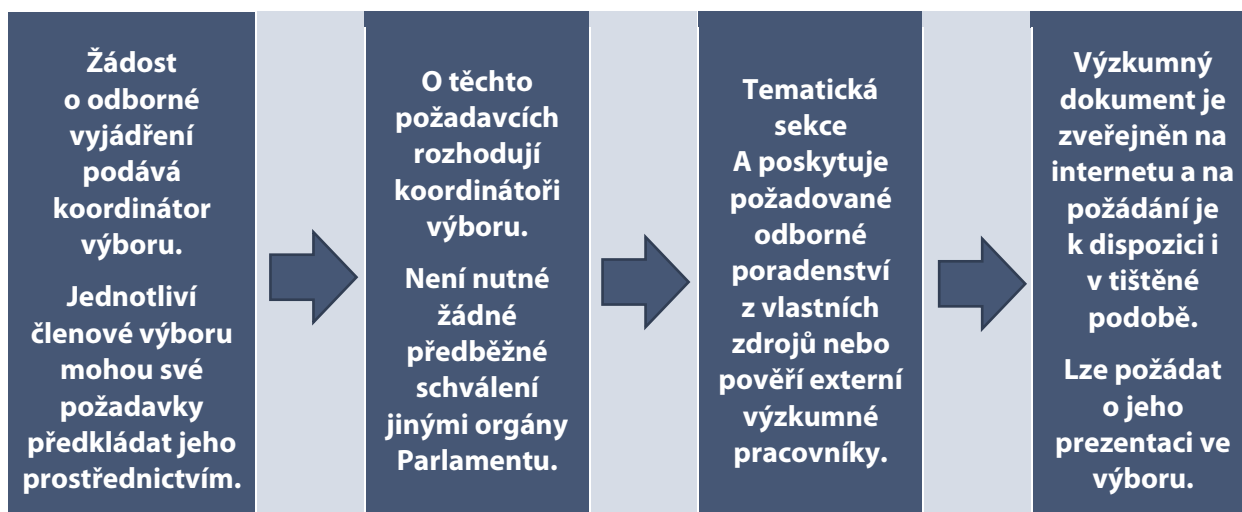 Žádost
o odborné
vyjádření
podává
koordinátor
výboru.
Jednotliví
členové výboru
mohou své
požadavky
předkládat jeho
prostřednictvím.
O těchto
požadavcích
rozhodují
koordinátoři
výboru.
Není nutné
žádné
předběžné
schválení
jinými orgány
Parlamentu.
Tematická
sekce
A poskytuje
požadované
odborné
poradenství
z vlastních
zdrojů nebo
pověří externí
výzkumné
pracovníky.
Výzkumný
dokument je
zveřejněn na
internetu a na
požádání je
k dispozici i
v tištěné
podobě.
Lze požádat
o jeho
prezentaci ve
výboru.